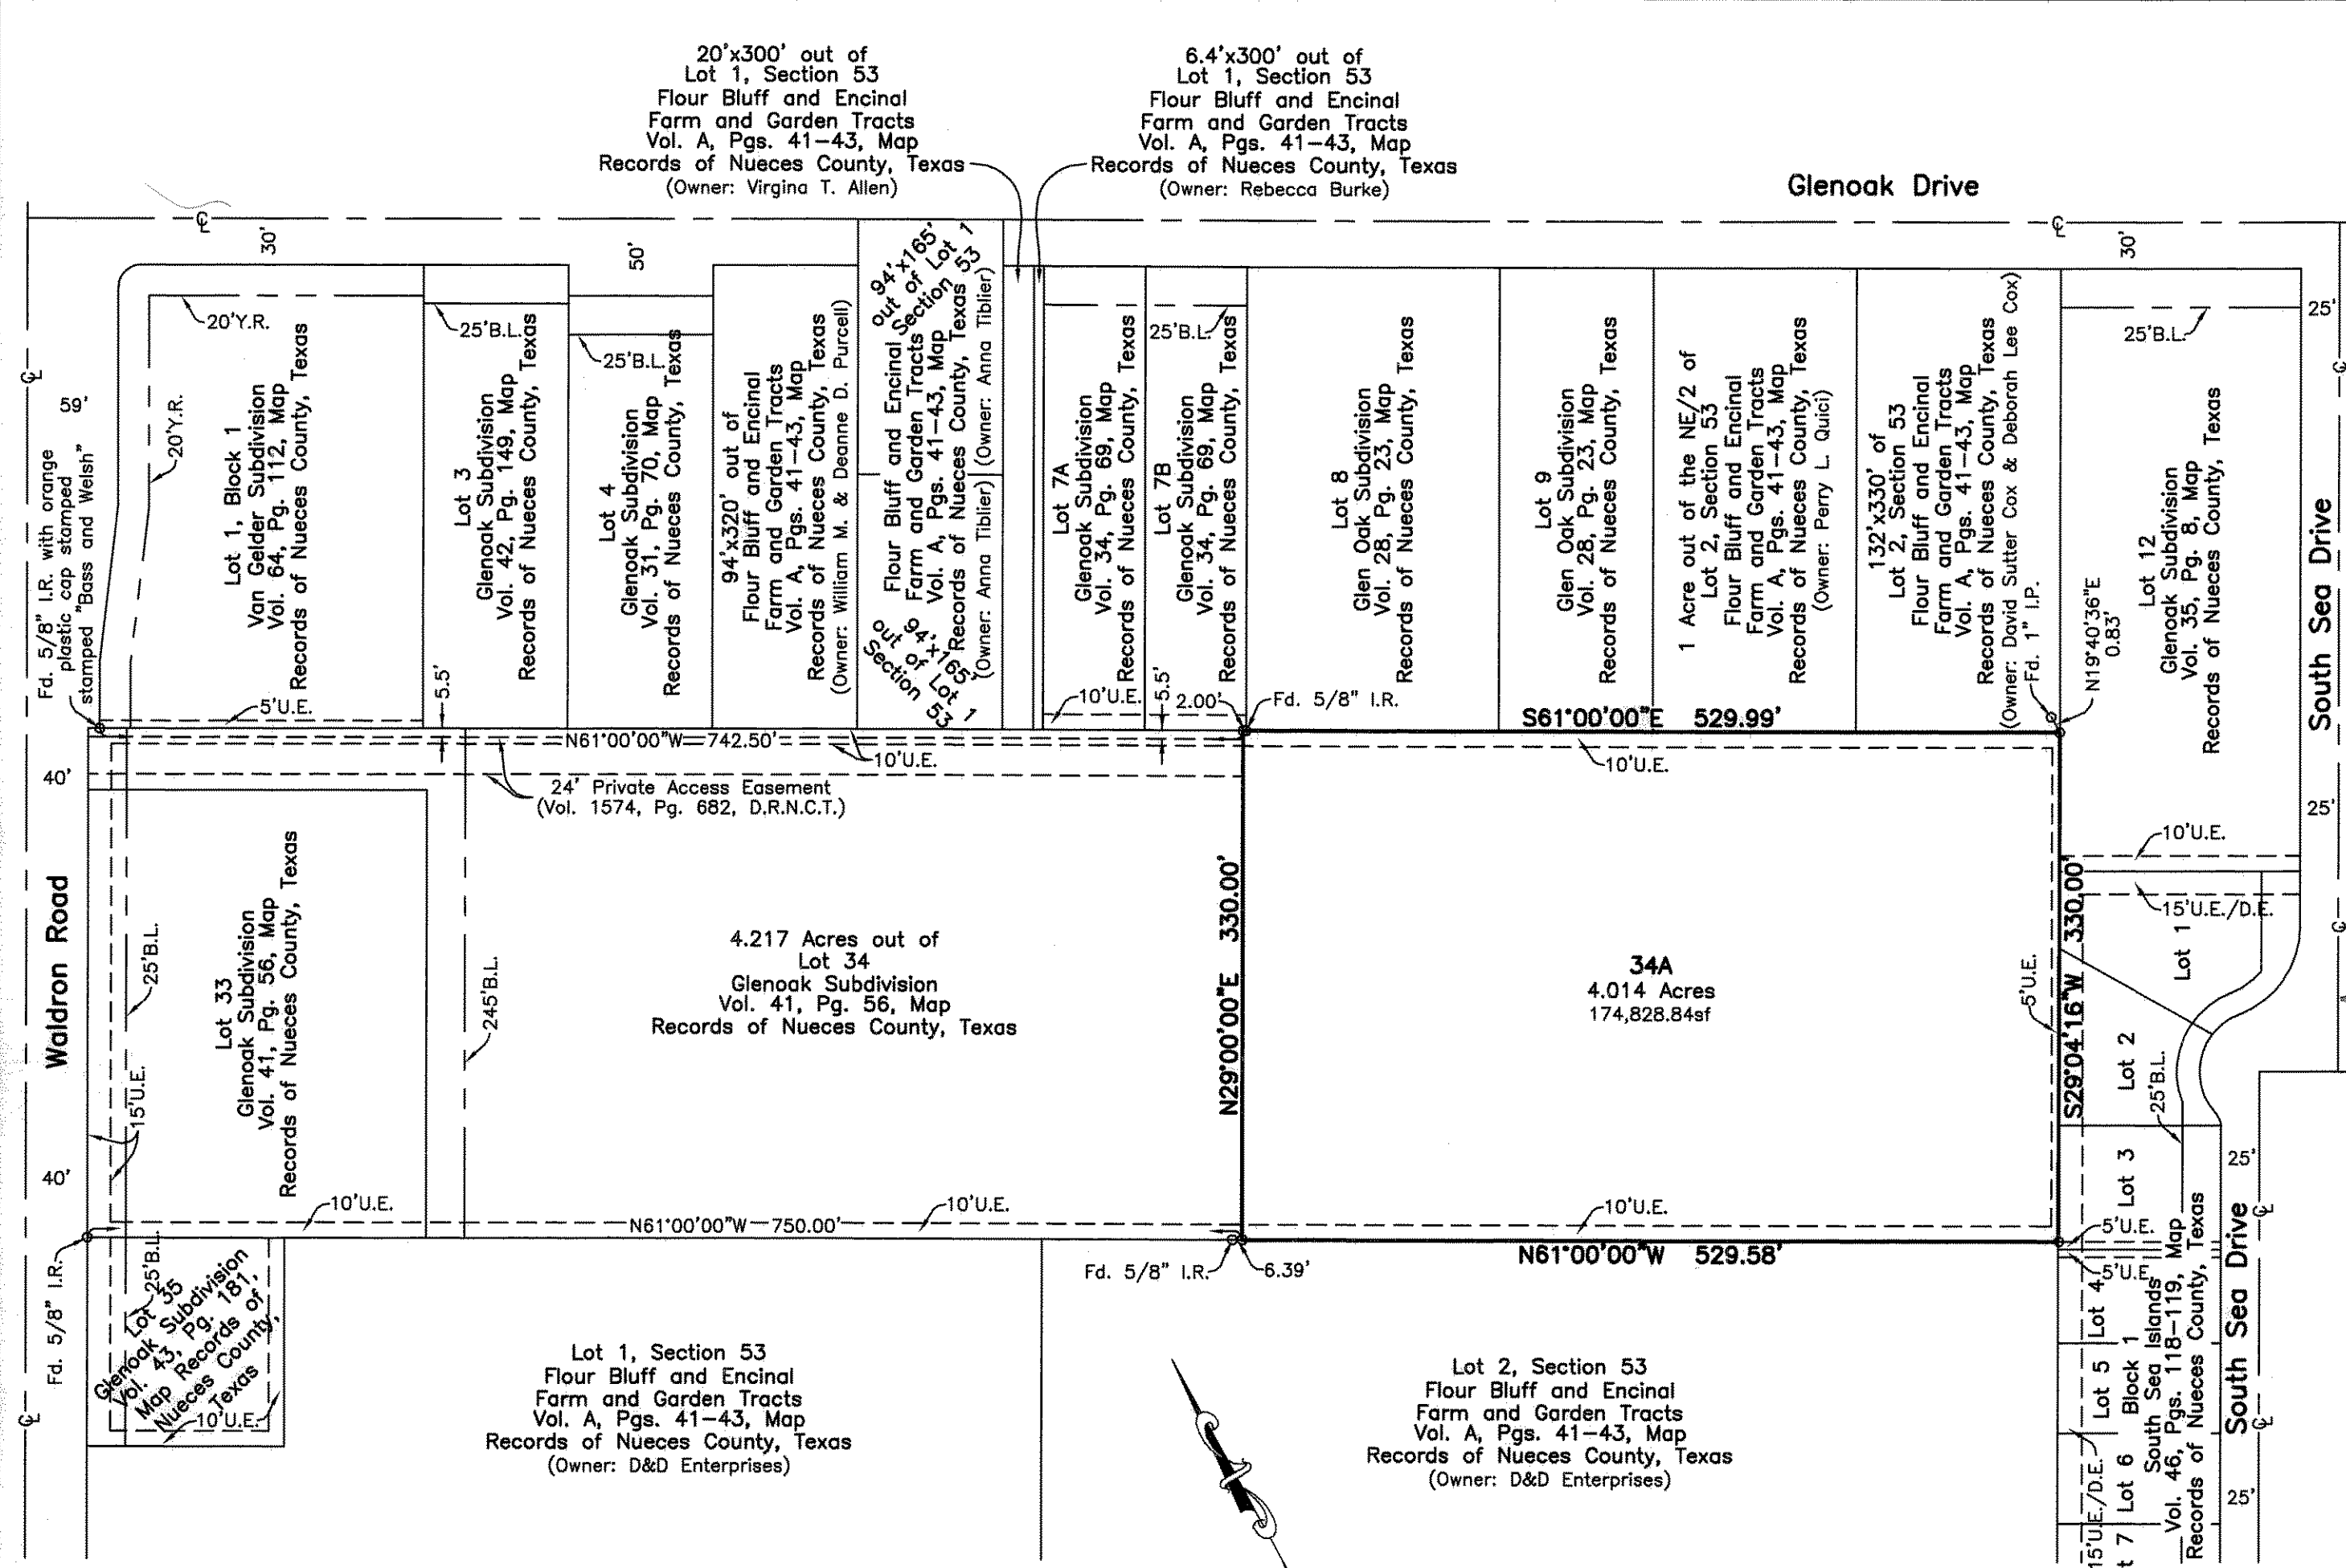 20'x300' out of
Lot 1, Section 53
Flour Bluff and Encinal
Farm and Garden Tracts
Vol. A, Pgs. 41-43, Map
Records of Nueces County, Texas
(Owner: Virgina T. Allen)
6.4'x300' out of
Lot 1, Section 53
Flour Bluff and Encinal
Farm and Garden Tracts
Vol. A, Pgs. 41-43, Map
Records of Nueces County, Texas
(Owner: Rebecca Burke)
Glenoak Drive
30'
50'
30'
20'Y.R.
20'Y.R.
59'
Fd. 5/8" I.R. with orange
plastic cap stamped
stamped "Bass and Welsh"
Lot 1, Block 1
Van Gelder Subdivision
Vol. 64, Pg. 112, Map
Records of Nueces County, Texas
5'U.E.
25'B.L.
Lot 3
Glenoak Subdivision
Vol. 42, Pg. 149, Map
Records of Nueces County, Texas
5.5'
25'B.L.
Lot 4
Glenoak Subdivision
Vol. 31, Pg. 70, Map
Records of Nueces County, Texas
94'x320' out of
Flour Bluff and Encinal
Farm and Garden Tracts
Vol. A, Pgs. 41-43, Map
Records of Nueces County, Texas
(Owner: William M. & Deanne D. Purcell)
94'x165'
out of Lot 1
Section 53
Flour Bluff and Encinal
Farm and Garden Tracts
Vol. A, Pgs. 41-43, Map
Records of Nueces County, Texas
(Owner: Anna Tiblier)
(Owner: Anna Tiblier)
94'x165'
out of Lot 1
Section 53
Lot 7A
Glenoak Subdivision
Vol. 34, Pg. 69, Map
Records of Nueces County, Texas
10'U.E.
25'B.L.
Lot 7B
Glenoak Subdivision
Vol. 34, Pg. 69, Map
Records of Nueces County, Texas
5.5'
2.00'
Fd. 5/8" I.R.
Lot 8
Glen Oak Subdivision
Vol. 28, Pg. 23, Map
Records of Nueces County, Texas
Lot 9
Glen Oak Subdivision
Vol. 28, Pg. 23, Map
Records of Nueces County, Texas
1 Acre out of the NE/2 of
Lot 2, Section 53
Flour Bluff and Encinal
Farm and Garden Tracts
Vol. A, Pgs. 41-43, Map
Records of Nueces County, Texas
(Owner: Perry L. Quici)
132'x330' of
Lot 2, Section 53
Flour Bluff and Encinal
Farm and Garden Tracts
Vol. A, Pgs. 41-43, Map
Records of Nueces County, Texas
(Owner: David Sutter Cox & Deborah Lee Cox)
Fd. 1" I.P.
N19°40'36"E
0.83'
25'B.L.
Lot 12
Glenoak Subdivision
Vol. 35, Pg. 8, Map
Records of Nueces County, Texas
25'
South Sea Drive
25'
S61°00'00"E 529.99'
N61°00'00"W 742.50'
10'U.E.
10'U.E.
24' Private Access Easement
(Vol. 1574, Pg. 682, D.R.N.C.T.)
40'
Waldron Road
40'
25'B.L.
15'U.E.
Lot 33
Glenoak Subdivision
Vol. 41, Pg. 56, Map
Records of Nueces County, Texas
245'B.L.
4.217 Acres out of
Lot 34
Glenoak Subdivision
Vol. 41, Pg. 56, Map
Records of Nueces County, Texas
N29°00'00"E 330.00'
34A
4.014 Acres
174,828.84sf
5'U.E.
S29°04'16"W 330.00'
10'U.E.
15'U.E./D.E.
Lot 1
Lot 2
25'B.L.
Lot 3
25'
10'U.E.
N61°00'00"W 750.00'
10'U.E.
10'U.E.
N61°00'00"W 529.58'
Fd. 5/8" I.R.
6.39'
5'U.E.
5'U.E.
Fd. 5/8" I.R.
25'B.L.
Lot 35
Glenoak Subdivision
Vol. 43, Pg. 181,
Map Records of
Nueces County,
Texas
10'U.E.
Lot 1, Section 53
Flour Bluff and Encinal
Farm and Garden Tracts
Vol. A, Pgs. 41-43, Map
Records of Nueces County, Texas
(Owner: D&D Enterprises)
Lot 2, Section 53
Flour Bluff and Encinal
Farm and Garden Tracts
Vol. A, Pgs. 41-43, Map
Records of Nueces County, Texas
(Owner: D&D Enterprises)
Lot 4
Lot 5
Lot 6
t 7
15'U.E./D.E.
Block 1
South Sea Islands
Vol. 46, Pgs. 118-119, Map
Records of Nueces County, Texas
South Sea Drive
25'